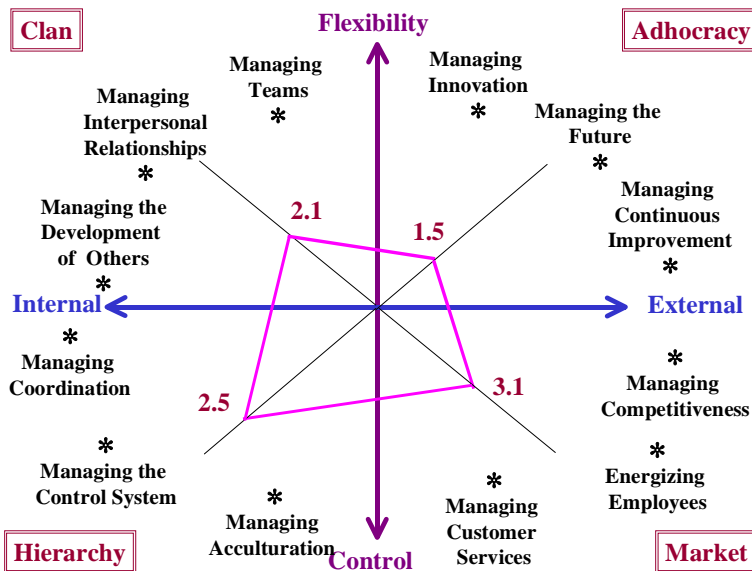 Clan
Flexibility
Adhocracy
Managing
Teams
Managing
Innovation
Managing
Interpersonal
Relationships
Managing the
Future
Managing the
Development
of Others
Managing
Continuous
Improvement
2.1
1.5
Internal
External
Managing
Coordination
2.5
3.1
Managing
Competitiveness
Managing the
Control System
Energizing
Employees
Managing
Acculturation
Managing
Customer
Services
Hierarchy
Control
Market